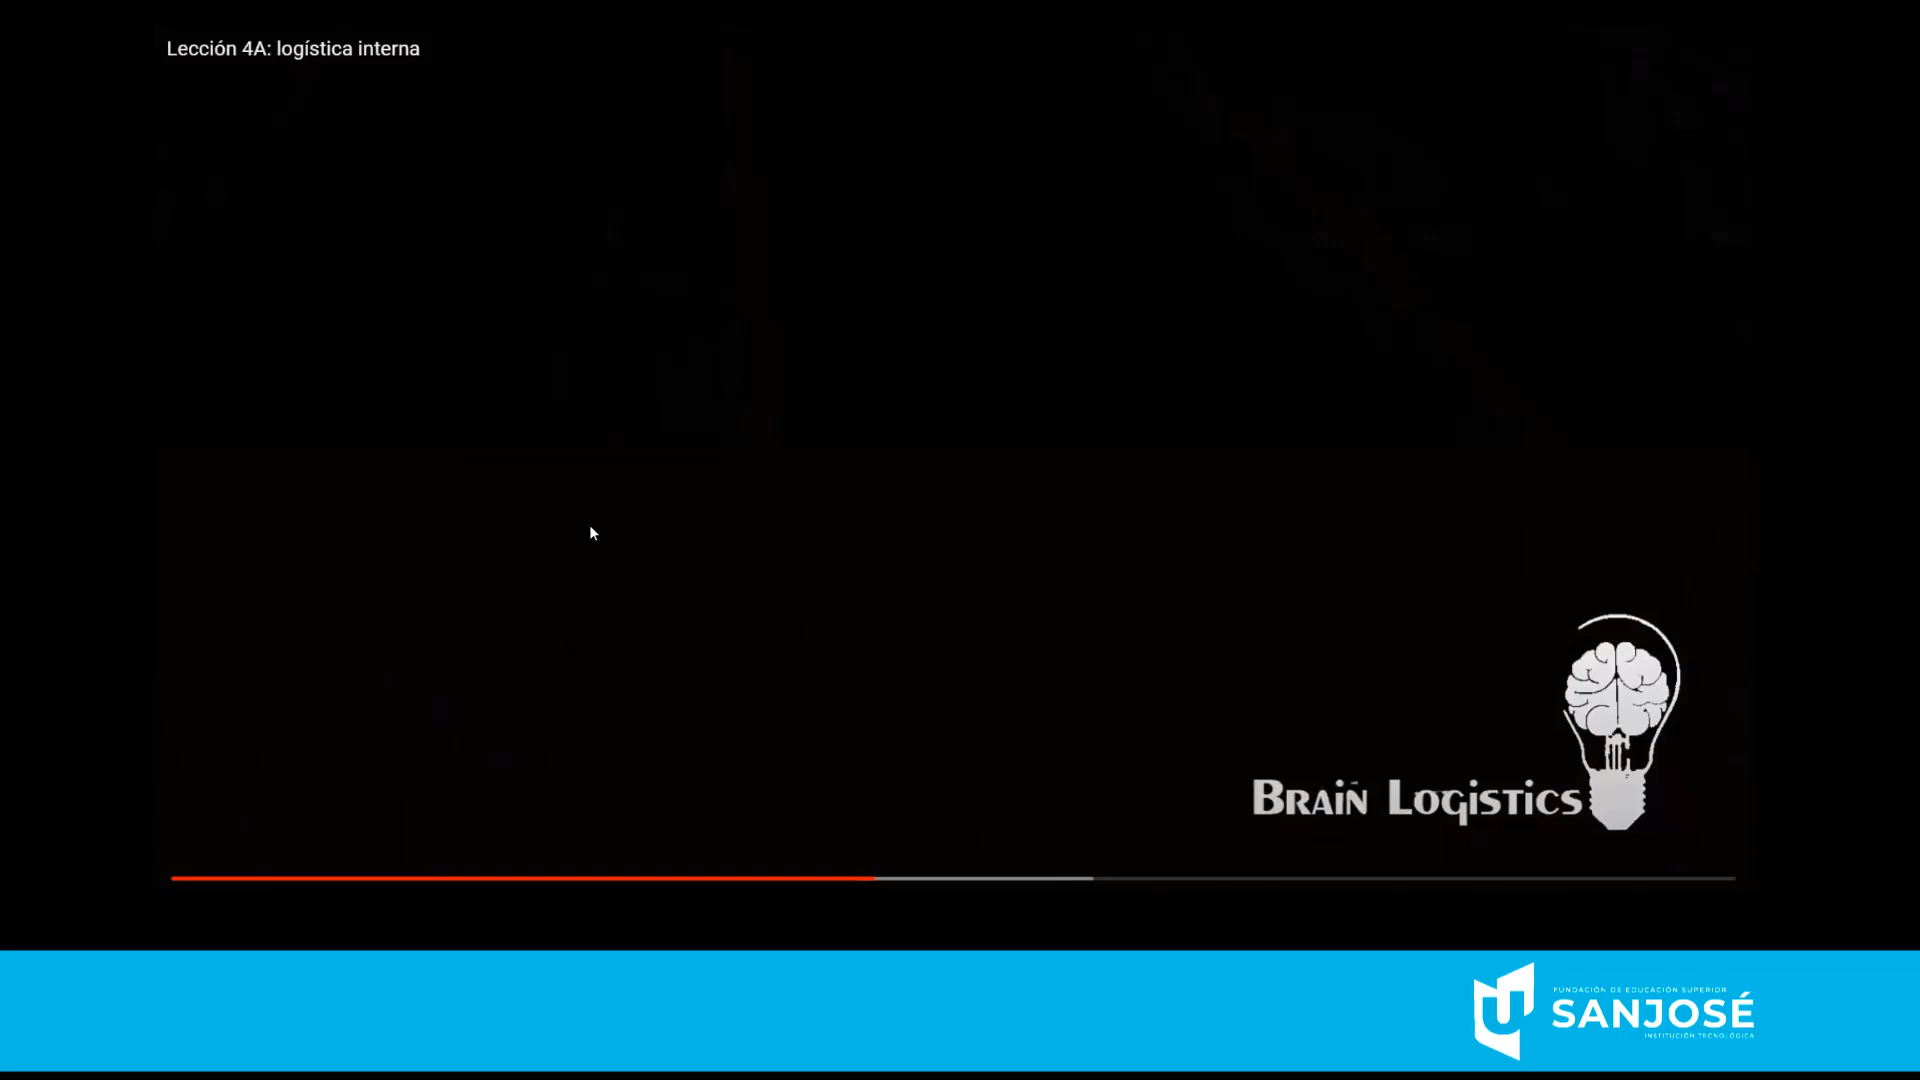 Lección 4A: logística interna
Brain Logistics
FUNDACIÓN DE EDUCACIÓN SUPERIOR
SANJOSÉ
INSTITUCIÓN TECNOLÓGICA